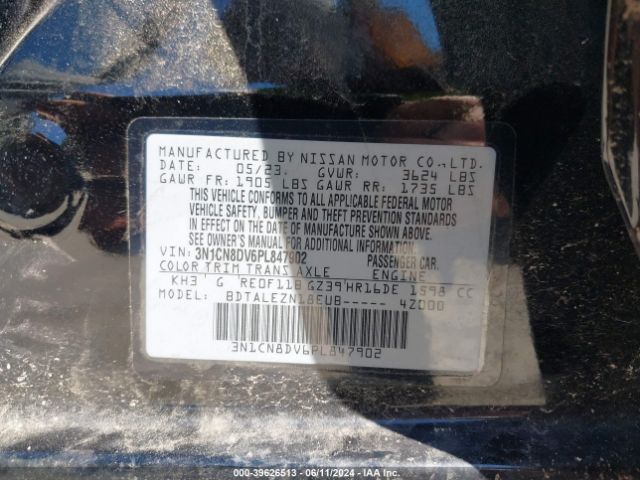 MANUFACTURED BY NISSAN MOTOR CO.,LTD.
DATE: 05/23. GVWR: 3624 LBS
GAWR FR: 1905 LBS GAWR RR: 1735 LBS
THIS VEHICLE CONFORMS TO ALL APPLICABLE FEDERAL MOTOR
VEHICLE SAFETY, BUMPER AND THEFT PREVENTION STANDARDS
IN EFFECT ON THE DATE OF MANUFACTURE SHOWN ABOVE.
SEE OWNER'S MANUAL FOR ADDITIONAL INFORMATION.
VIN: 3N1CN8DV6PL847902 PASSENGER CAR.
COLOR TRIM TRANS AXLE ENGINE
KH3 G RE0F11B GZ39 HR16DE 1598 CC
MODEL: BDTALEZN18EUB----- 42000
3N1CN8DV6PL847902
000-39626513 - 06/11/2024 - IAA Inc.